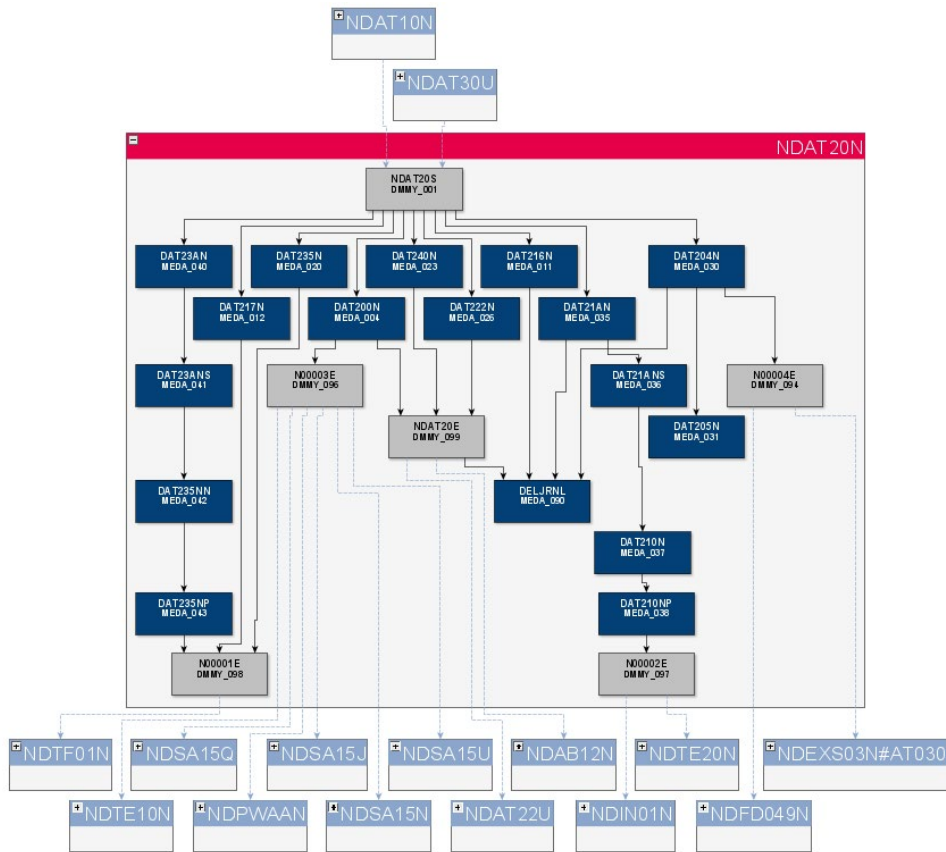 NDAT10N
NDAT30U
NDAT20N
NDAT20S
DMMY_001
DAT23AN
MEDA_040
DAT235N
MEDA_020
DAT240N
MEDA_023
DAT216N
MEDA_011
DAT204N
MEDA_030
DAT217N
MEDA_012
DAT200N
MEDA_004
DAT222N
MEDA_026
DAT21AN
MEDA_035
DAT23ANS
MEDA_041
N00003E
DMMY_096
DAT21ANS
MEDA_036
N00004E
DMMY_094
NDAT20E
DMMY_099
DAT205N
MEDA_031
DAT235NN
MEDA_042
DELJRNL
MEDA_090
DAT210N
MEDA_037
DAT235NP
MEDA_043
DAT210NP
MEDA_038
N00001E
DMMY_098
N00002E
DMMY_097
NDTF01N
NDSA15Q
NDSA15J
NDSA15U
NDAB12N
NDTE20N
NDEXS03N#AT030
NDTE10N
NDPWAAN
NDSA15N
NDAT22U
NDIN01N
NDFD049N